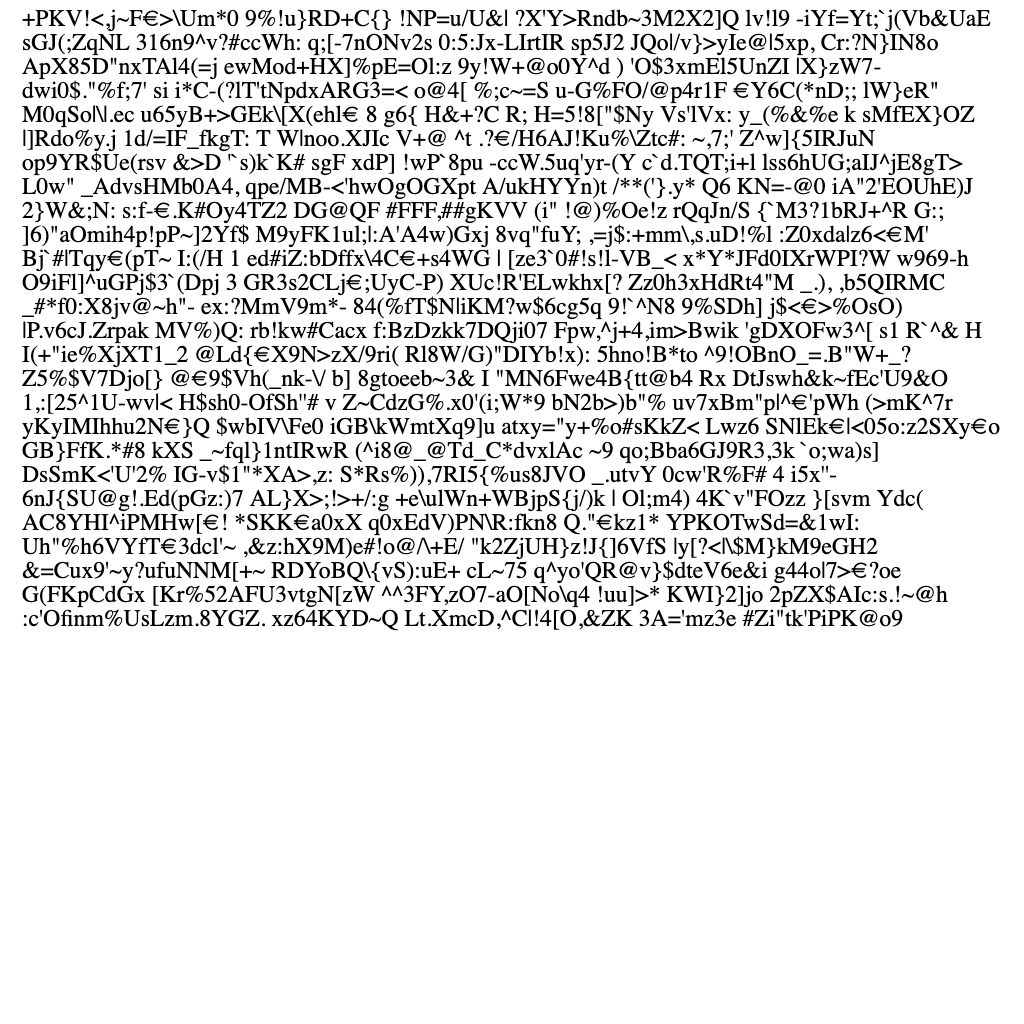 +PKV!<,j~F€>\Um*0 9%!u}RD+C{} !NP=u/U&| ?X'Y>Rndb~3M2X2]Q lv!l9 -iYf=Yt;`j(Vb&UaE
sGJ(;ZqNL 316n9^v?#ccWh: q;[-7nONv2s 0:5:Jx-LIrtIR sp5J2 JQo|/v}>yIe@|5xp, Cr:?N}IN8o
ApX85D"nxTAl4(=j ewMod+HX]%pE=Ol:z 9y!W+@o0Y^d ) 'O$3xmEl5UnZI |X}zW7-
dwi0$."%f;7' si i*C-(?lT'tNpdxARG3=< o@4[ %;c~=S u-G%FO/@p4r1F €Y6C(*nD;; lW}eR"
M0qSo|\|.ec u65yB+>GEk\[X(ehl€ 8 g6{ H&+?C R; H=5!8["$Ny Vs'lVx: y_(%&%e k sMfEX}OZ
|]Rdo%y.j 1d/=IF_fkgT: T W|noo.XJIc V+@ ^t .?€/H6AJ!Ku%\Ztc#: ~,7;' Z^w]{5IRJuN
op9YR$Ue(rsv &>D '`s)k`K# sgF xdP] !wP`8pu -ccW.5uq'yr-(Y c`d.TQT;i+l lss6hUG;aIJ^jE8gT>
L0w" _AdvsHMb0A4, qpe/MB-<'hwOgOGXpt A/ukHYYn)t /**('}.y* Q6 KN=-@0 iA"2'EOUhE)J
2}W&;N: s:f-€.K#Oy4TZ2 DG@QF #FFF,##gKVV (i" !@)%Oe!z rQqJn/S {`M3?1bRJ+^R G:;
]6)"aOmih4p!pP~]2Yf$ M9yFK1ul;|:A'A4w)Gxj 8vq"fuY; ,=j$:+mm\,s.uD!%l :Z0xda|z6<€M'
Bj`#|Tqy€(pT~ I:(/H 1 ed#iZ:bDffx\4C€+s4WG | [ze3`0#!s!l-VB_< x*Y*JFd0IXrWPI?W w969-h
O9iFl]^uGPj$3`(Dpj 3 GR3s2CLj€;UyC-P) XUc!R'ELwkhx[? Zz0h3xHdRt4"M _.), ,b5QIRMC
_#*f0:X8jv@~h"- ex:?MmV9m*- 84(%fT$N|iKM?w$6cg5q 9!`^N8 9%SDh] j$<€>%OsO)
|P.v6cJ.Zrpak MV%)Q: rb!kw#Cacx f:BzDzkk7DQji07 Fpw,^j+4,im>Bwik 'gDXOFw3^[ s1 R`^& H
I(+"ie%XjXT1_2 @Ld{€X9N>zX/9ri( Rl8W/G)"DIYb!x): 5hno!B*to ^9!OBnO_=.B"W+_?
Z5%$V7Djo[} @€9$Vh(_nk-\/ b] 8gtoeeb~3& I "MN6Fwe4B{tt@b4 Rx DtJswh&k~fEc'U9&O
1,:[25^1U-wv|< H$sh0-OfSh"# v Z~CdzG%.x0'(i;W*9 bN2b>)b"% uv7xBm"p|^€'pWh (>mK^7r
yKyIMIhhu2N€}Q $wbIV\Fe0 iGB\kWmtXq9]u atxy="y+%o#sKkZ< Lwz6 SNlEk€|<05o:z2SXy€o
GB}FfK.*#8 kXS _~fql}1ntIRwR (^i8@_@Td_C*dvxlAc ~9 qo;Bba6GJ9R3,3k `o;wa)s]
DsSmK<'U'2% IG-v$1"*XA>,z: S*Rs%)),7RI5{%us8JVO _.utvY 0cw'R%F# 4 i5x"-
6nJ{SU@g!.Ed(pGz:)7 AL}X>;!>+/:g +e\ulWn+WBjpS{j/)k | Ol;m4) 4K`v"FOzz }[svm Ydc(
AC8YHI^iPMHw[€! *SKK€a0xX q0xEdV)PN\R:fkn8 Q."€kz1* YPKOTwSd=&1wI:
Uh"%h6VYfT€3dcl'~ ,&z:hX9M)e#!o@/\+E/ "k2ZjUH}z!J{]6VfS |y[?<|\$M}kM9eGH2
&=Cux9'~y?ufuNNM[+~ RDYoBQ\{vS):uE+ cL~75 q^yo'QR@v}$dteV6e&i g44o|7>€?oe
G(FKpCdGx [Kr%52AFU3vtgN[zW ^^3FY,zO7-aO[No\q4 !uu]>* KWI}2]jo 2pZX$AIc:s.!~@h
:c'Ofinm%UsLzm.8YGZ. xz64KYD~Q Lt.XmcD,^C|!4[O,&ZK 3A='mz3e #Zi"tk'PiPK@o9